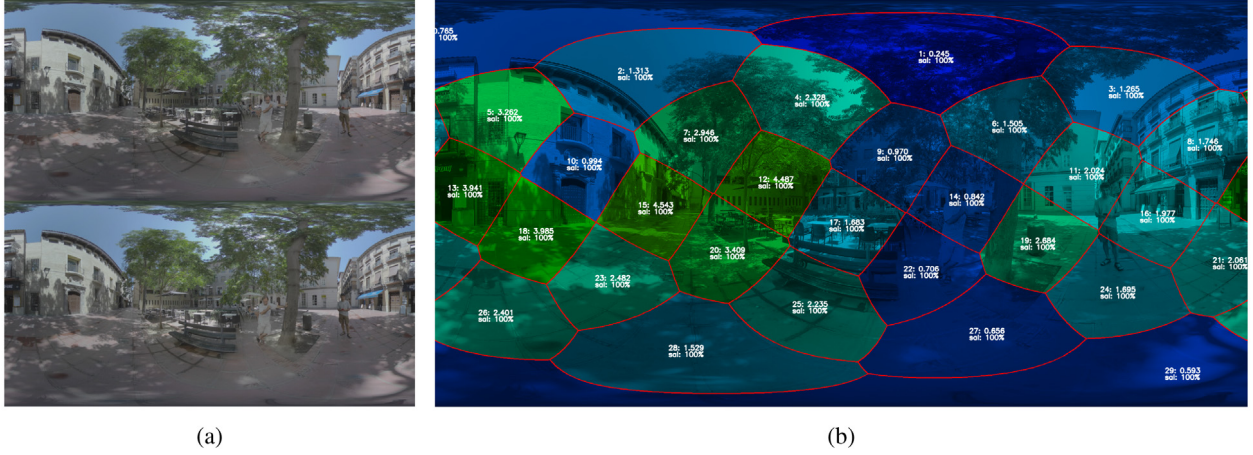 0.765
100%
1: 0.245
sal: 100%
2: 1.313
sal: 100%
3: 1.265
sal: 100%
4: 2.328
sal: 100%
5: 3.262
sal: 100%
6: 1.505
sal: 100%
7: 2.946
sal: 100%
8: 1.746
sal: 100%
9: 0.970
sal: 100%
10: 0.994
sal: 100%
11: 2.024
sal: 100%
12: 4.487
sal: 100%
13: 3.941
sal: 100%
14: 0.842
sal: 100%
15: 4.543
sal: 100%
16: 1.977
sal: 100%
17: 1.683
sal: 100%
18: 3.985
sal: 100%
19: 2.684
sal: 100%
20: 3.409
sal: 100%
21: 2.061
sal: 100%
22: 0.706
sal: 100%
23: 2.482
sal: 100%
24: 1.695
sal: 100%
25: 2.235
sal: 100%
26: 2.401
sal: 100%
27: 0.656
sal: 100%
28: 1.529
sal: 100%
29: 0.593
sal: 100%
(a)
(b)